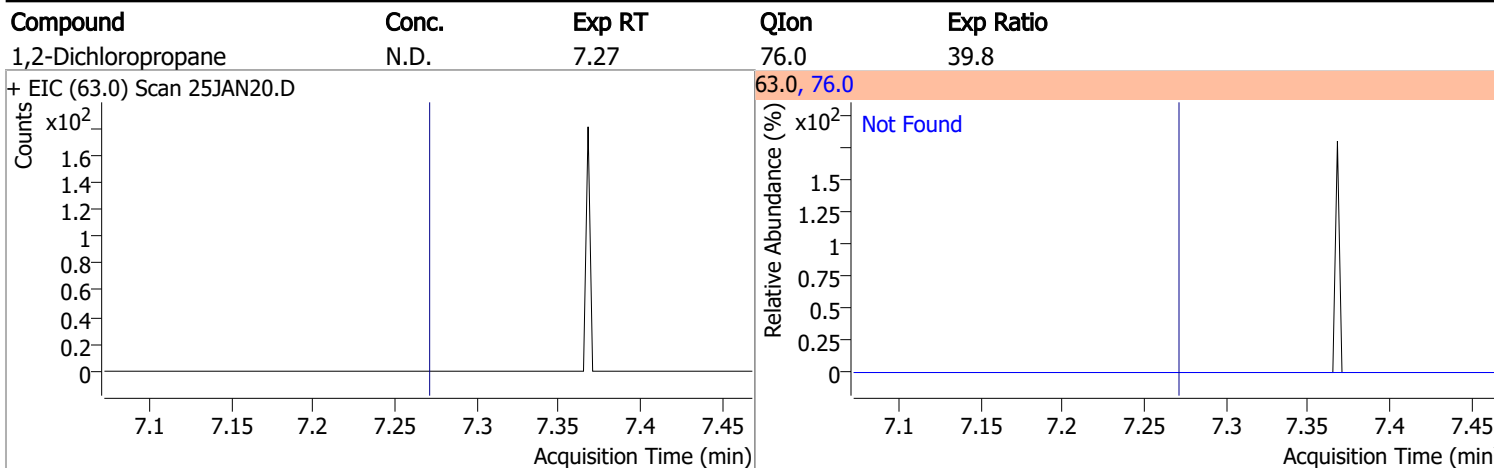 Compound Conc. Exp RT QIon Exp Ratio
1,2-Dichloropropane N.D. 7.27 76.0 39.8
+ EIC (63.0) Scan 25JAN20.D
Counts
x10²
1.6
1.4
1.2
1
0.8
0.6
0.4
0.2
0
7.1 7.15 7.2 7.25 7.3 7.35 7.4 7.45
Acquisition Time (min)
63.0, 76.0
Relative Abundance (%)
x10²
Not Found
1.5
1.25
1
0.75
0.5
0.25
0
7.1 7.15 7.2 7.25 7.3 7.35 7.4 7.45
Acquisition Time (min